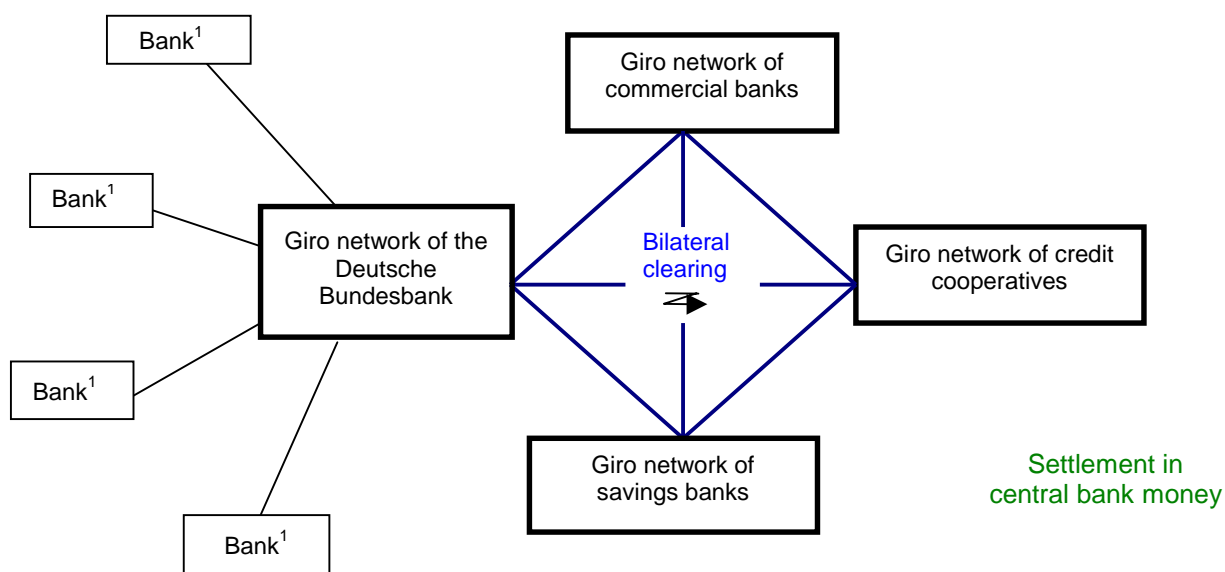 Bank¹
Giro network of
commercial banks
Bank¹
Giro network of the
Deutsche
Bundesbank
Bilateral
clearing
Giro network of credit
cooperatives
Bank¹
Giro network of
savings banks
Settlement in
central bank money
Bank¹